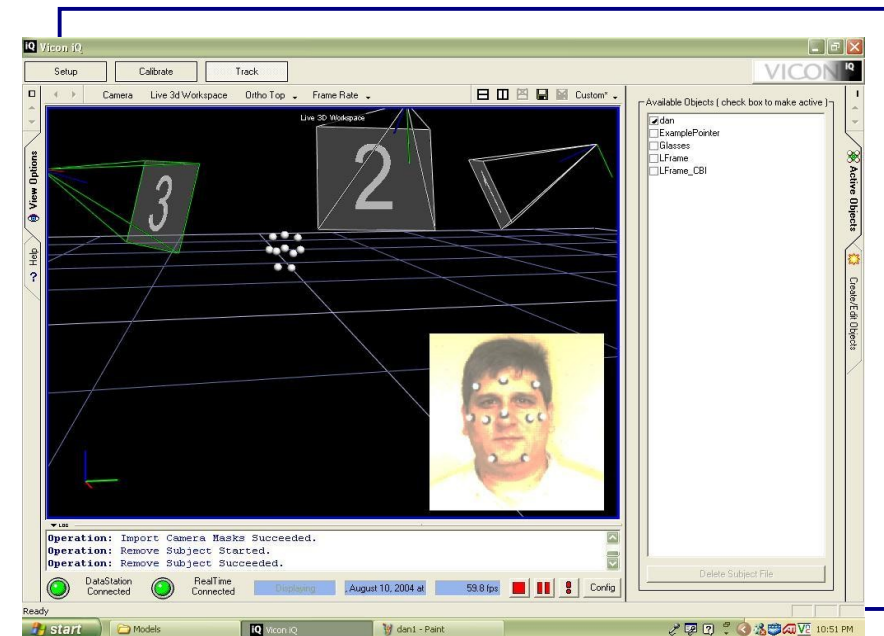 iQ Vicon iQ
Setup Calibrate Track
VICON iQ
Camera Live 3d Workspace Ortho Top Frame Rate Custom*
Live 3D Workspace
3
2
View Options
? Help
Available Objects ( check box to make active )
dan
ExamplePointer
Glasses
LFrame
LFrame_CBI
Active Objects
Create/Edit Objects
LOG
Operation: Import Camera Masks Succeeded.
Operation: Remove Subject Started.
Operation: Remove Subject Succeeded.
DataStation Connected
RealTime Connected
Displaying , August 10, 2004 at 59.8 fps Config
Delete Subject File
Ready
start Models iQ Vicon iQ dan1 - Paint 10:51 PM